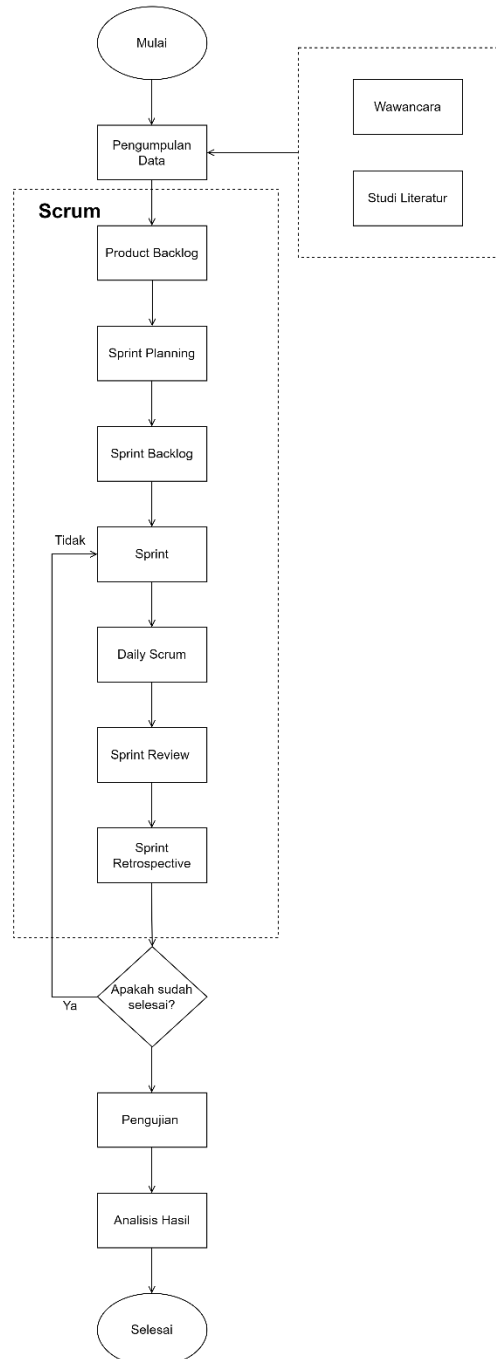 Mulai
Wawancara
Pengumpulan
Data
Studi Literatur
Scrum
Product Backlog
Sprint Planning
Sprint Backlog
Tidak
Sprint
Daily Scrum
Sprint Review
Sprint
Retrospective
Apakah sudah
selesai?
Ya
Pengujian
Analisis Hasil
Selesai